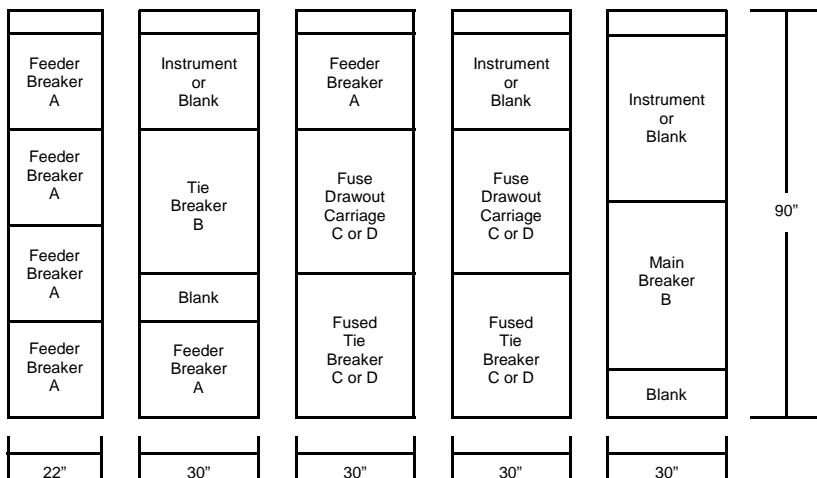 Feeder
Breaker
A
Feeder
Breaker
A
Feeder
Breaker
A
Feeder
Breaker
A
22”
Instrument
or
Blank
Tie
Breaker
B
Blank
Feeder
Breaker
A
30”
Feeder
Breaker
A
Fuse
Drawout
Carriage
C or D
Fused
Tie
Breaker
C or D
30”
Instrument
or
Blank
Fuse
Drawout
Carriage
C or D
Fused
Tie
Breaker
C or D
30”
Instrument
or
Blank
Main
Breaker
B
Blank
30”
90”